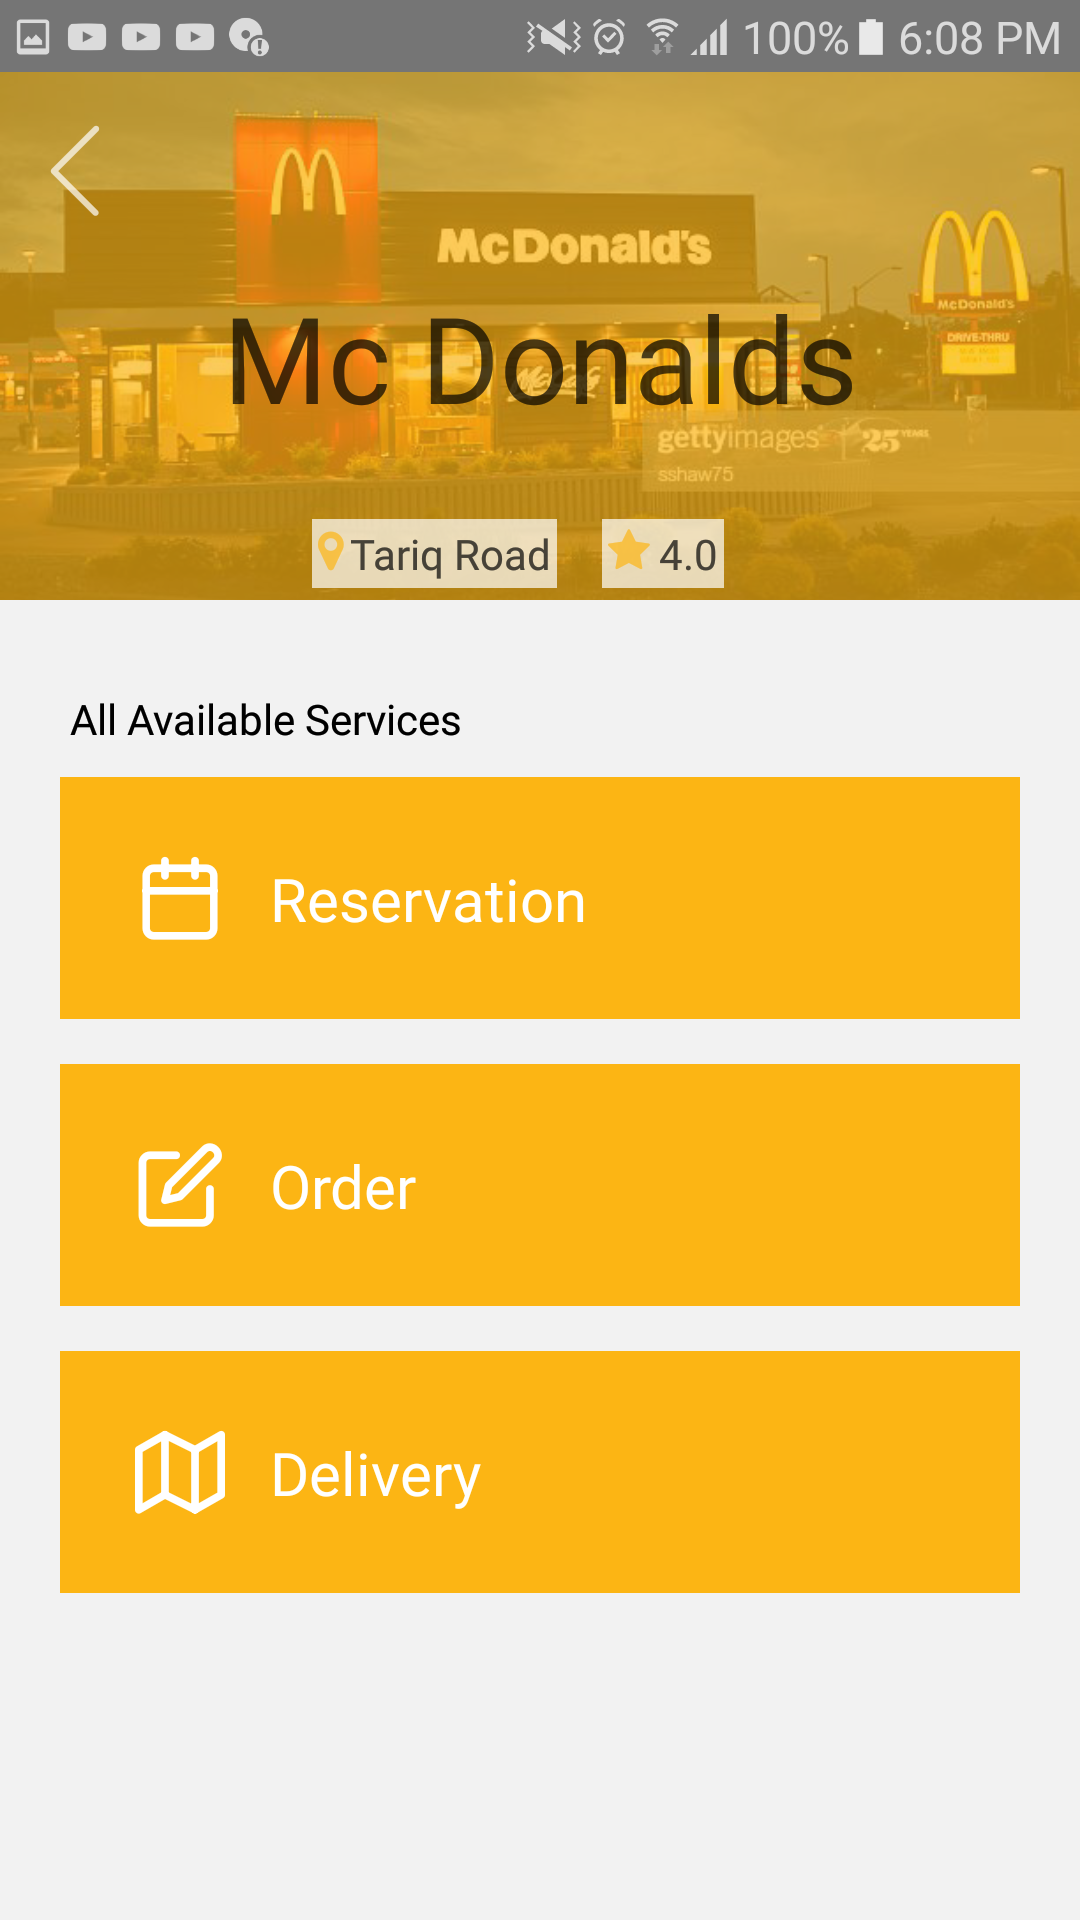 100% 6:08 PM
McDonald's
McDonald's
DRIVE-THRU
Mc Donalds
McCafé
gettyimages 25 YEARS
sshaw75
Tariq Road 4.0
All Available Services
Reservation
Order
Delivery